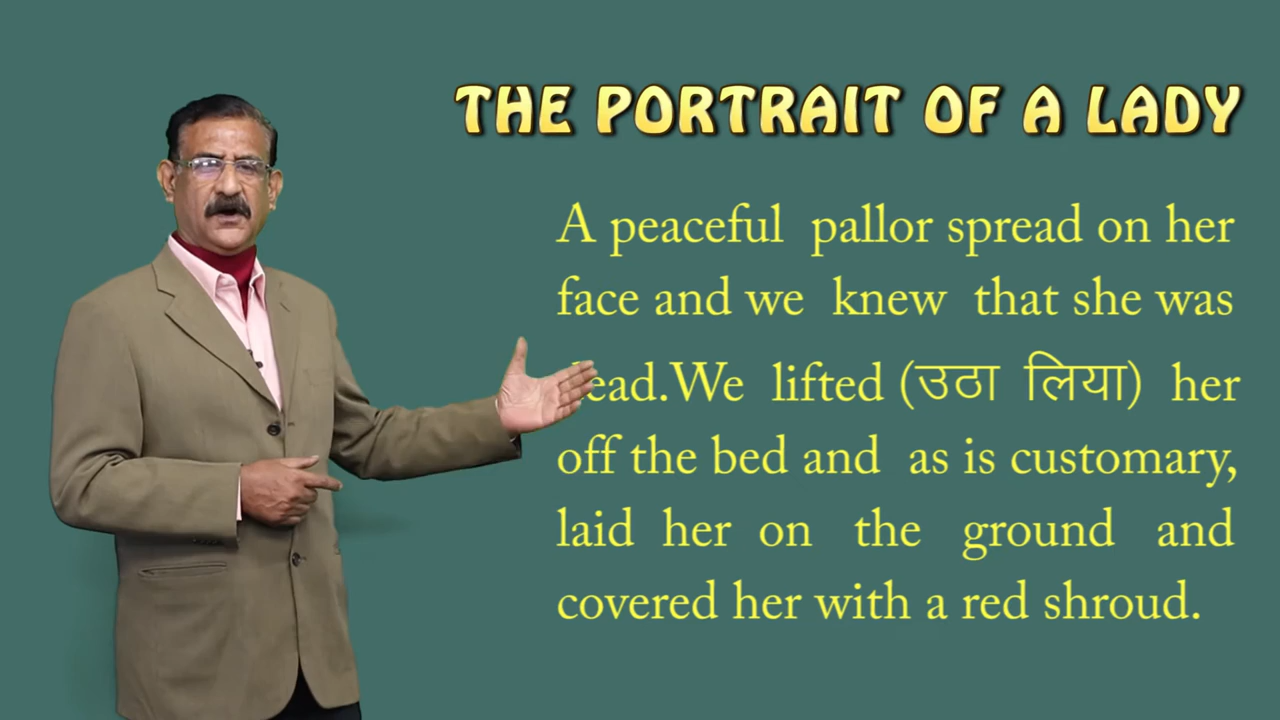 THE PORTRAIT OF A LADY
A peaceful pallor spread on her
face and we knew that she was
ead.We lifted (उठा लिया) her
off the bed and as is customary,
laid her on the ground and
covered her with a red shroud.